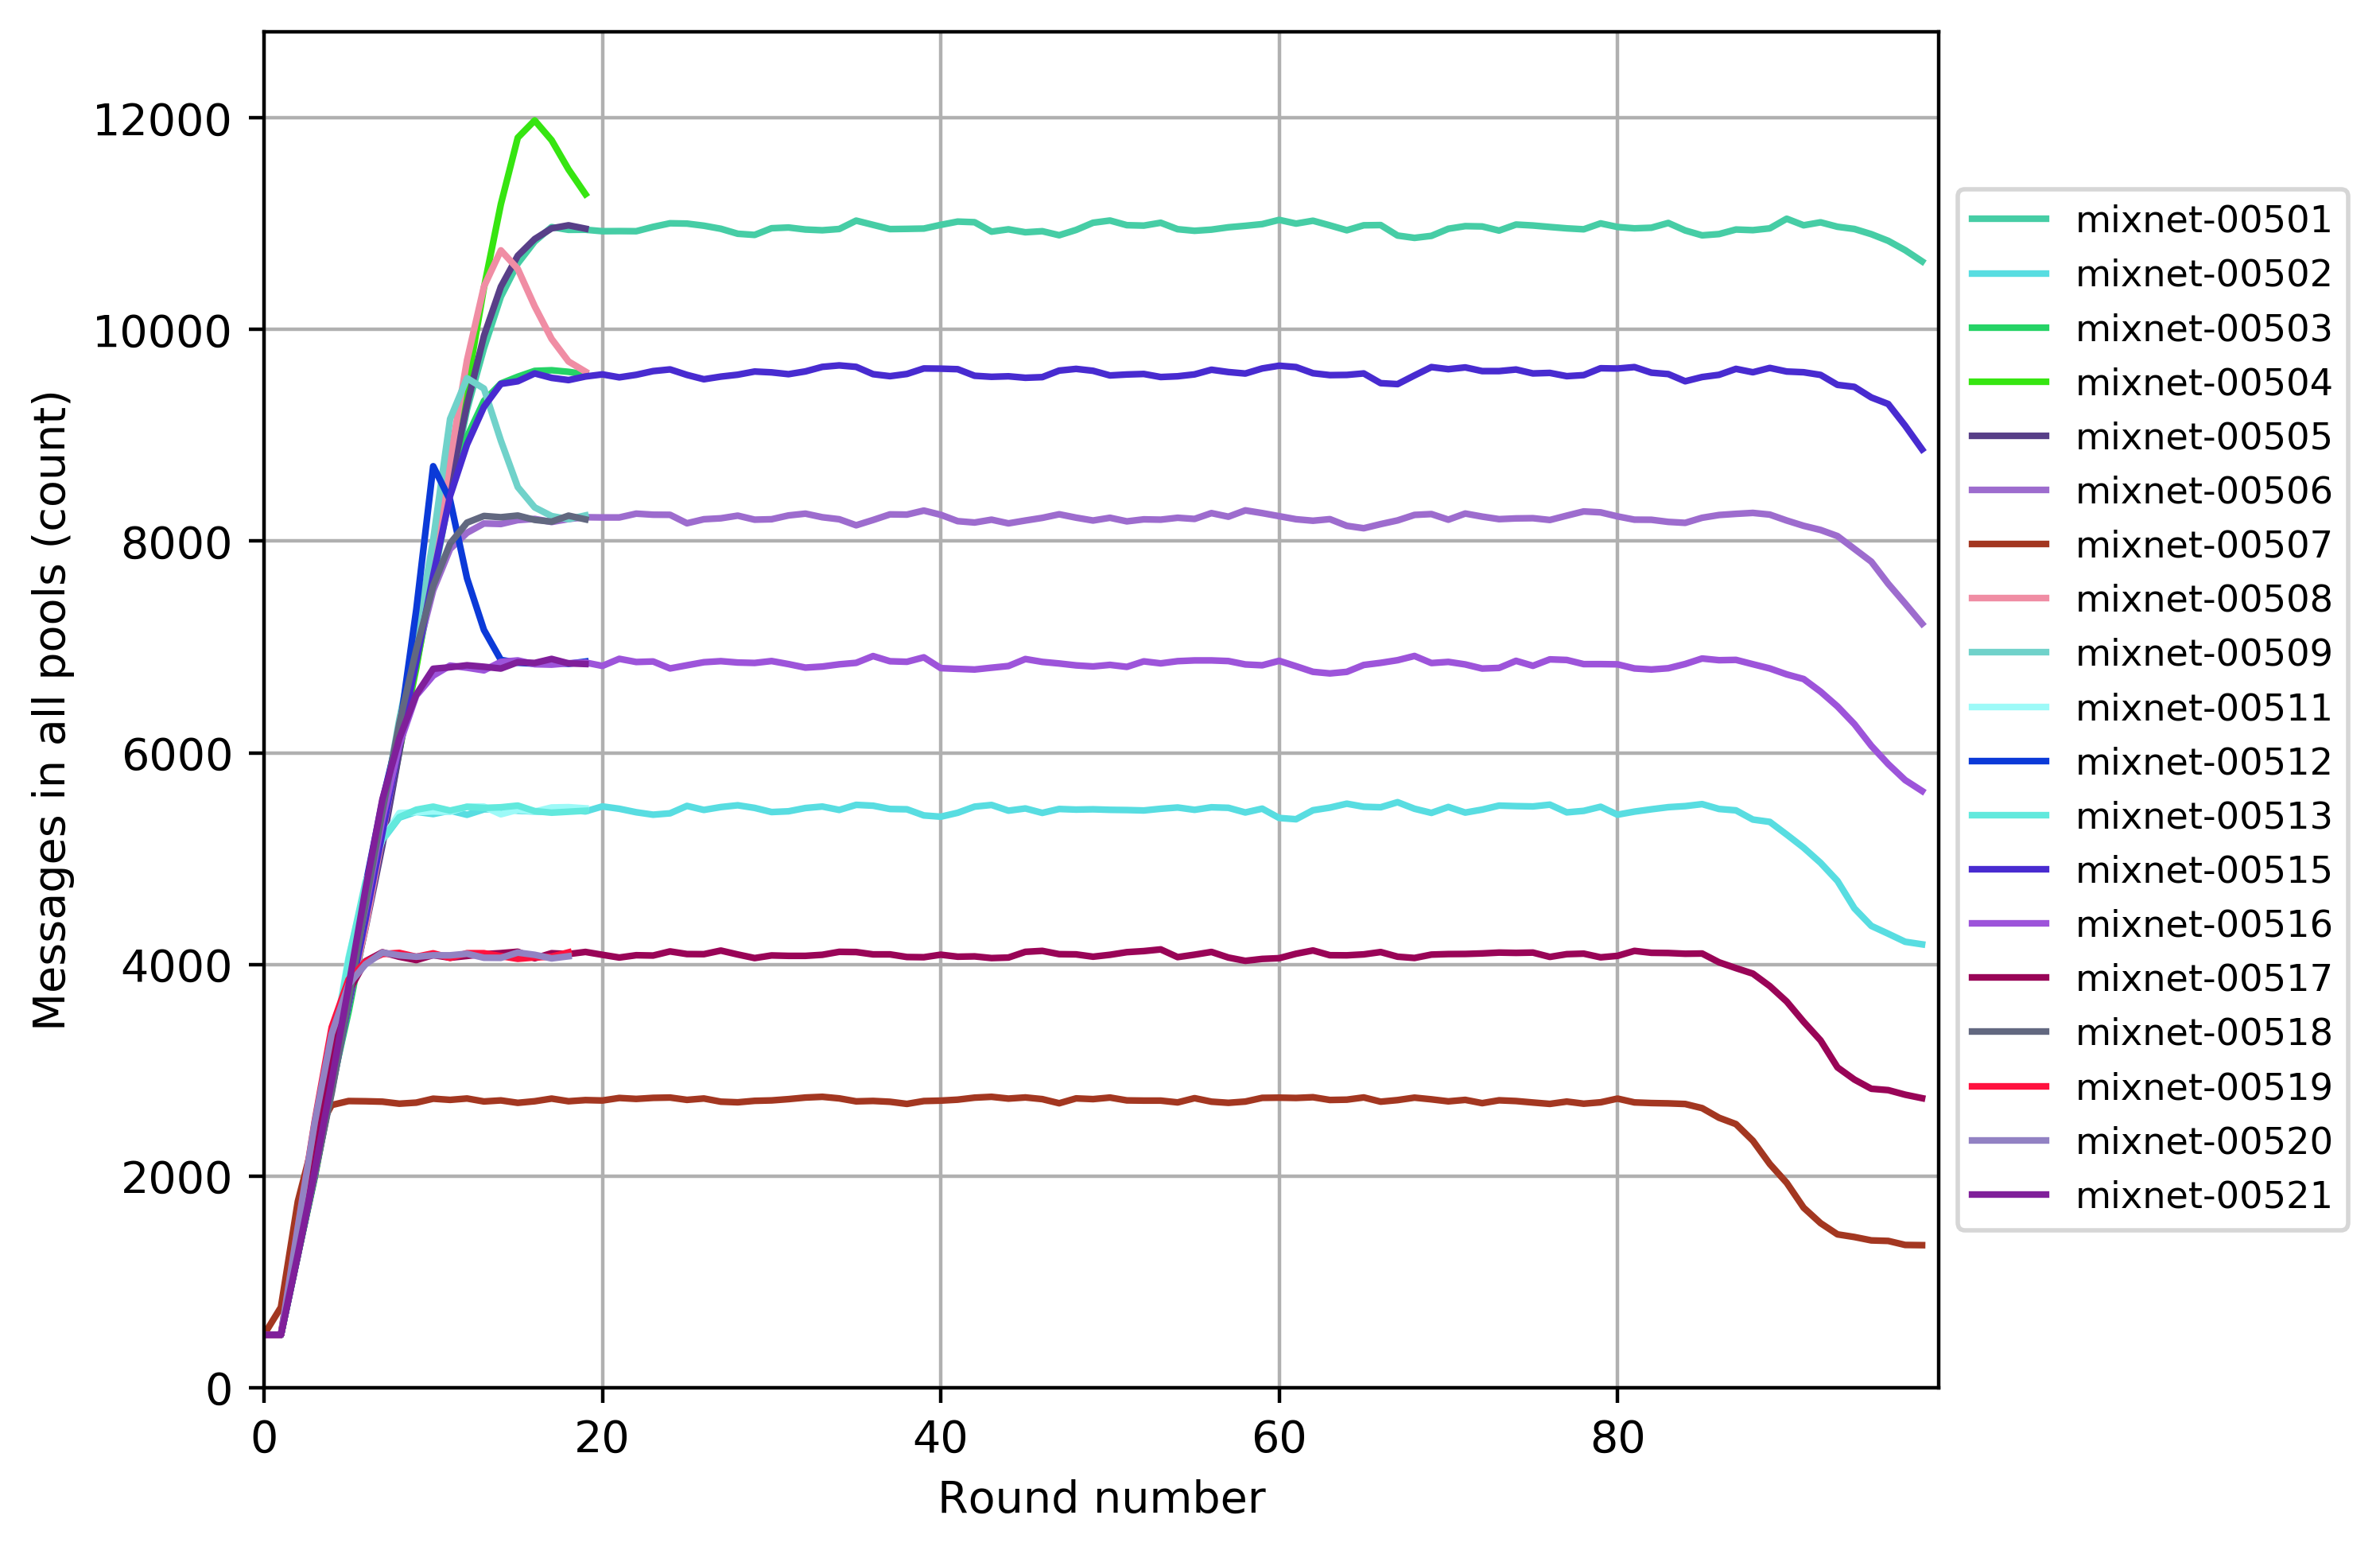 Messages in all pools (count)
12000
10000
8000
6000
4000
2000
0
0 20 40 60 80
Round number
mixnet-00501
mixnet-00502
mixnet-00503
mixnet-00504
mixnet-00505
mixnet-00506
mixnet-00507
mixnet-00508
mixnet-00509
mixnet-00511
mixnet-00512
mixnet-00513
mixnet-00515
mixnet-00516
mixnet-00517
mixnet-00518
mixnet-00519
mixnet-00520
mixnet-00521